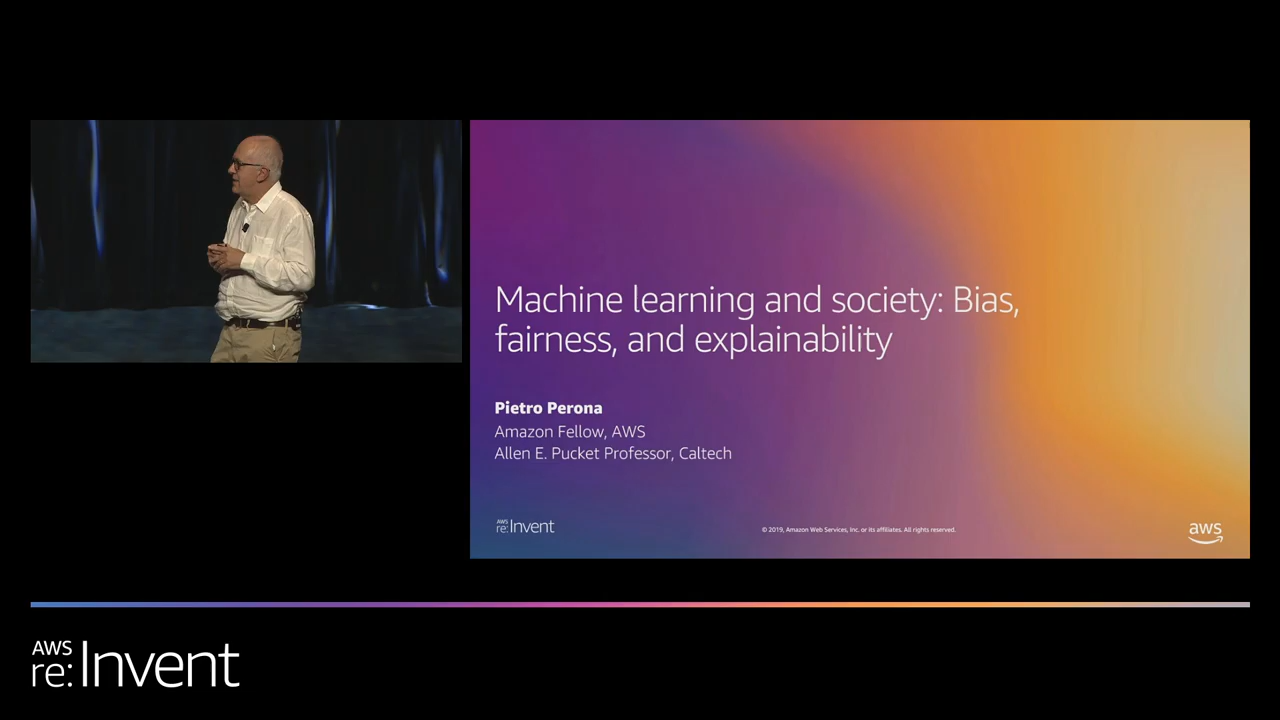 Machine learning and society: Bias,
fairness, and explainability
Pietro Perona
Amazon Fellow, AWS
Allen E. Pucket Professor, Caltech
AWS
re:Invent
© 2019, Amazon Web Services, Inc. or its affiliates. All rights reserved.
aws
AWS
re:Invent